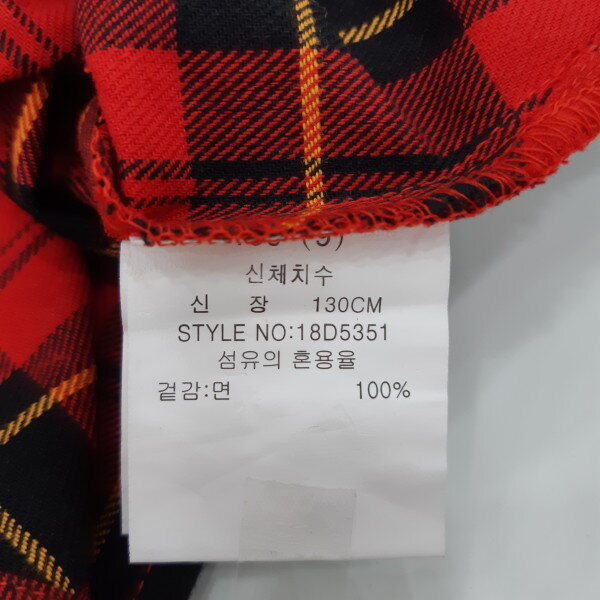 신체치수
신 장 130CM
STYLE NO:18D5351
섬유의 혼용율
겉감:면 100%